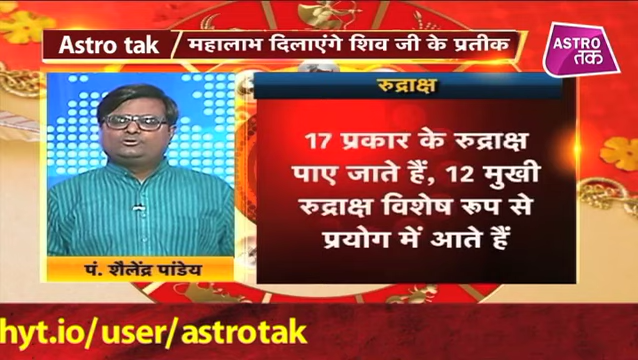 Astro tak महालाभ दिलाएंगे शिव जी के प्रतीक
ASTRO
तक
रुद्राक्ष
17 प्रकार के रुद्राक्ष
पाए जाते हैं, 12 मुखी
रुद्राक्ष विशेष रूप से
प्रयोग में आते हैं
पं. शैलेंद्र पांडेय
hyt.io/user/astrotak